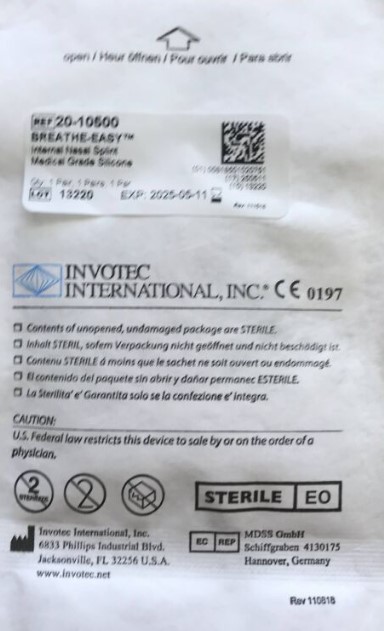 open / Heur öffnen / Pour ouvrir / Para abrir
REF 20-10500
BREATHE-EASY™
Internal Nasal Splint
Medical Grade Silicone
Qty: 1 Pair, 1 Paire, 1 Par
LOT 13220 EXP: 2025-05-11
INVOTEC
INTERNATIONAL, INC.® CE 0197
Contents of unopened, undamaged package are STERILE.
Inhalt STERIL, sofern Verpackung nicht geöffnet und nicht beschädigt ist.
Contenu STERILE á moins que le sachet ne soit ouvert ou endommagé.
El contenido del paquete sin abrir y dañar permanec ESTERILE.
La Sterilita' e' Garantita solo se la confezione e' integra.
CAUTION:
U.S. Federal law restricts this device to sale by or on the order of a
physician.
2
2
STERILE EO
Invotec International, Inc.
6833 Phillips Industrial Blvd.
Jacksonville, FL 32256 U.S.A.
www.invotec.net
EC REP
MDSS GmbH
Schiffgraben 4130175
Hannover, Germany
Rev 110818